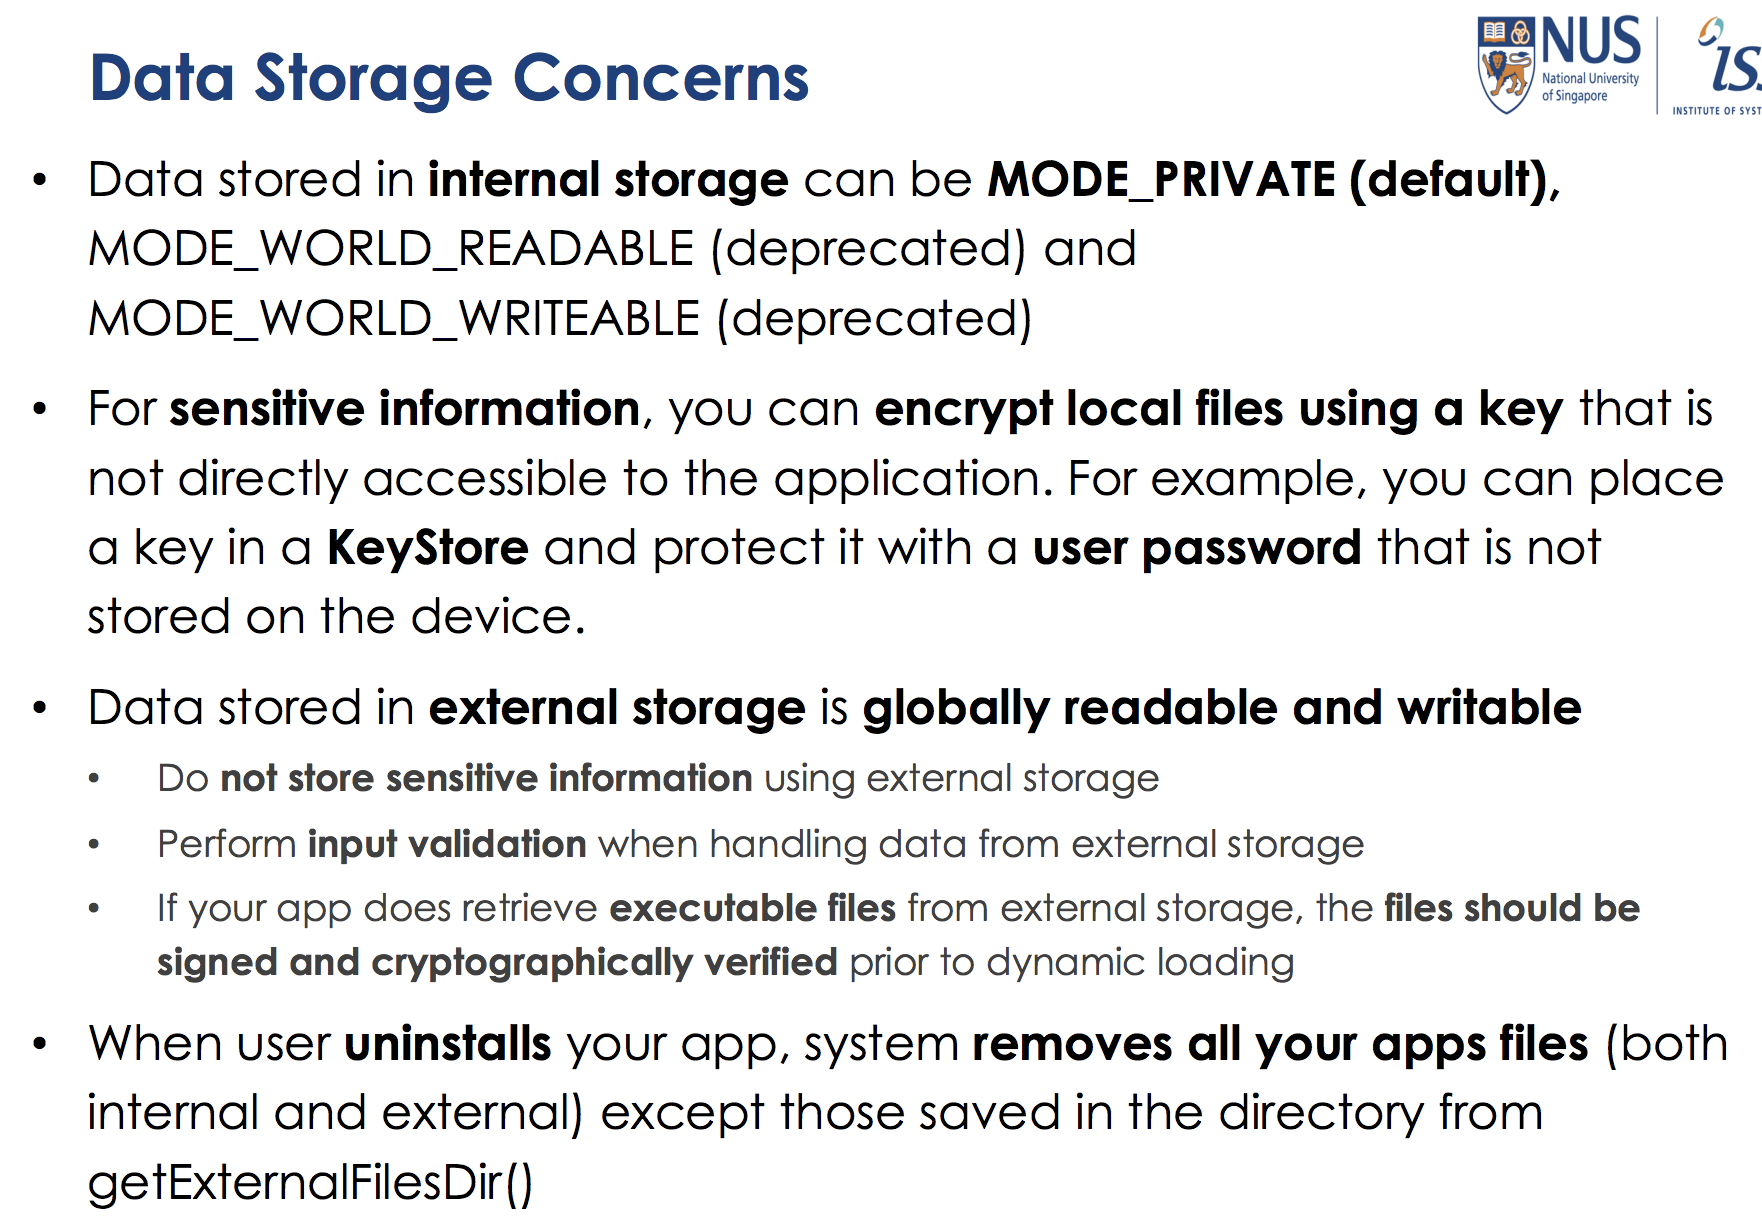 Data Storage Concerns
NUS
National University
of Singapore
INSTITUTE OF
• Data stored in internal storage can be MODE_PRIVATE (default),
MODE_WORLD_READABLE (deprecated) and
MODE_WORLD_WRITEABLE (deprecated)
• For sensitive information, you can encrypt local files using a key that is
not directly accessible to the application. For example, you can place
a key in a KeyStore and protect it with a user password that is not
stored on the device.
• Data stored in external storage is globally readable and writable
• Do not store sensitive information using external storage
• Perform input validation when handling data from external storage
• If your app does retrieve executable files from external storage, the files should be
signed and cryptographically verified prior to dynamic loading
• When user uninstalls your app, system removes all your apps files (both
internal and external) except those saved in the directory from
getExternalFilesDir()